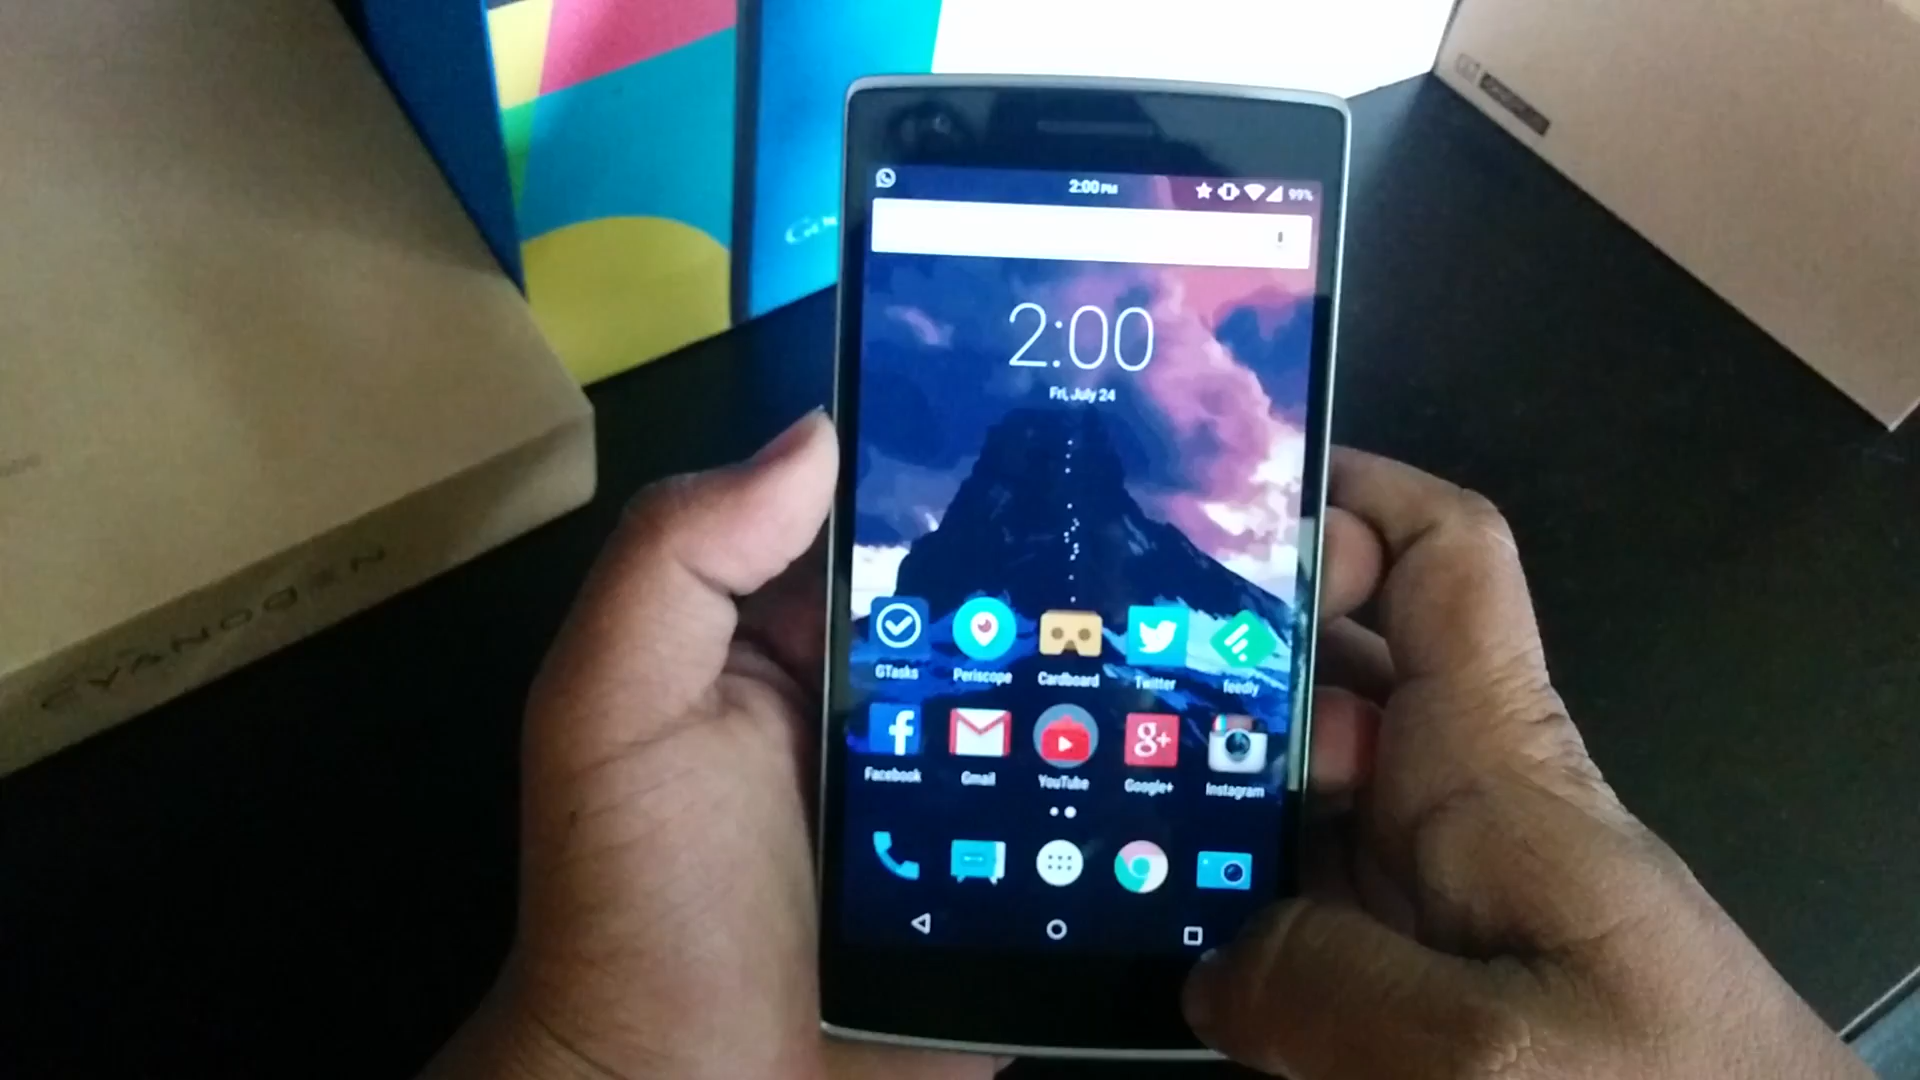 2:00 PM
99%
2:00
Fri, July 24
GTasks
Periscope
Cardboard
Twitter
feedly
Facebook
Gmail
YouTube
Google+
Instagram
CYANOGEN